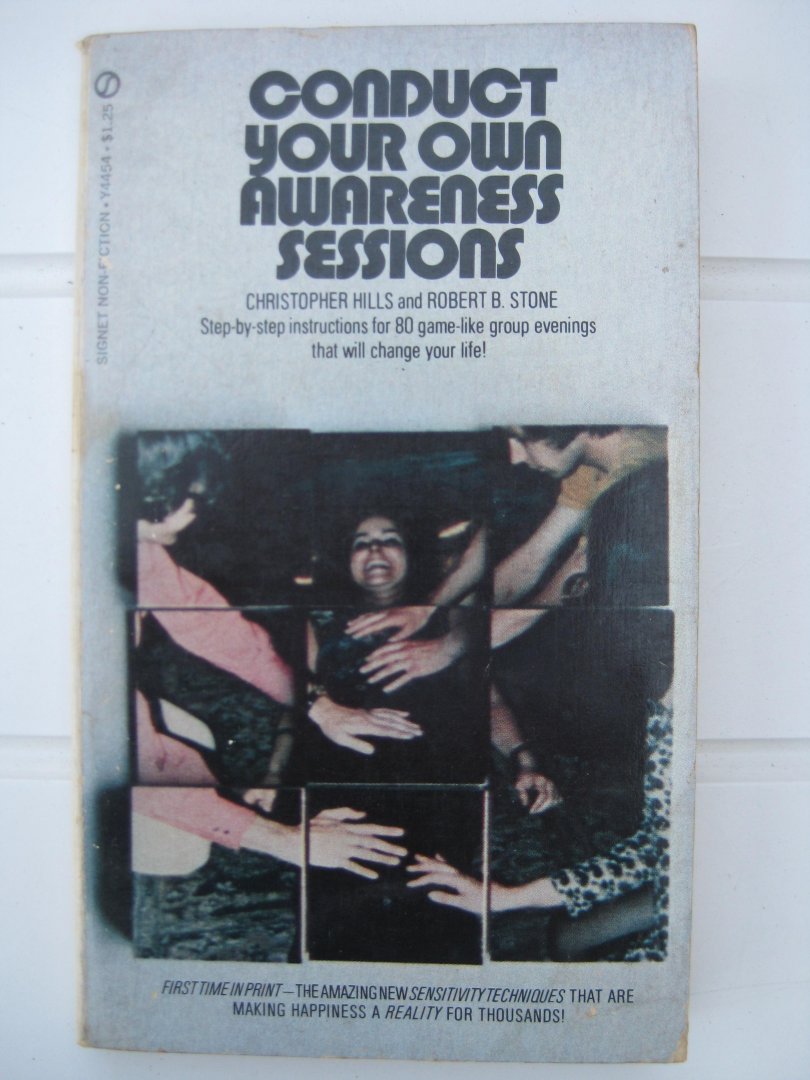 SIGNET NON-FICTION • Y4454 • $1.25
CONDUCT
YOUR OWN
AWARENESS
SESSIONS
CHRISTOPHER HILLS and ROBERT B. STONE
Step-by-step instructions for 80 game-like group evenings
that will change your life!
FIRST TIME IN PRINT—THE AMAZING NEW SENSITIVITY TECHNIQUES THAT ARE
MAKING HAPPINESS A REALITY FOR THOUSANDS!